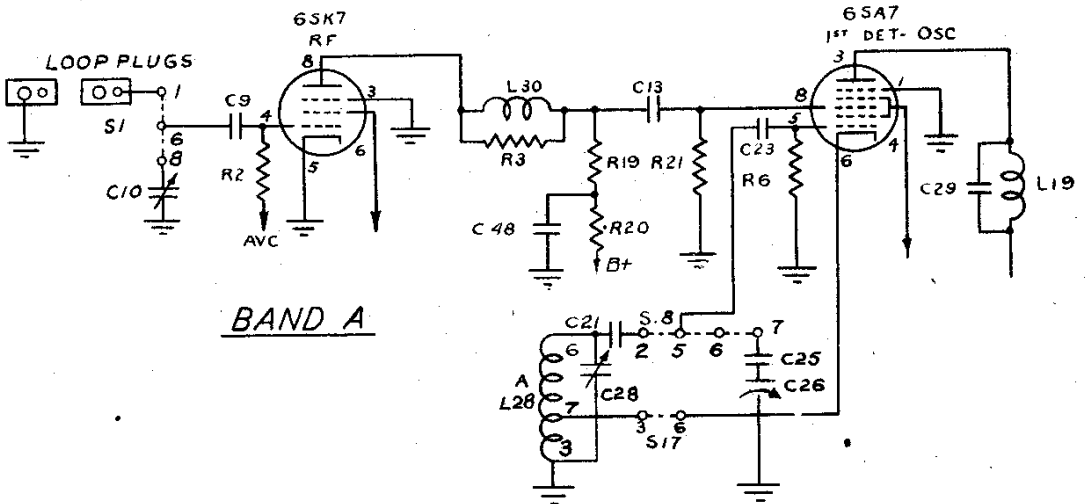 6SK7
RF
6SA7
1ST DET- OSC
LOOP PLUGS
8
3
1
L30
C13
S1
6
C9
4
3
8
5
1
8
R3
R19
R21
C23
6
4
C10
R2
5
6
R6
C29
L19
C48
R20
AVC
B+
BAND A
C21
S.8
6
2
5
6
7
C25
A
C28
C26
L28
7
3
3
6
S17